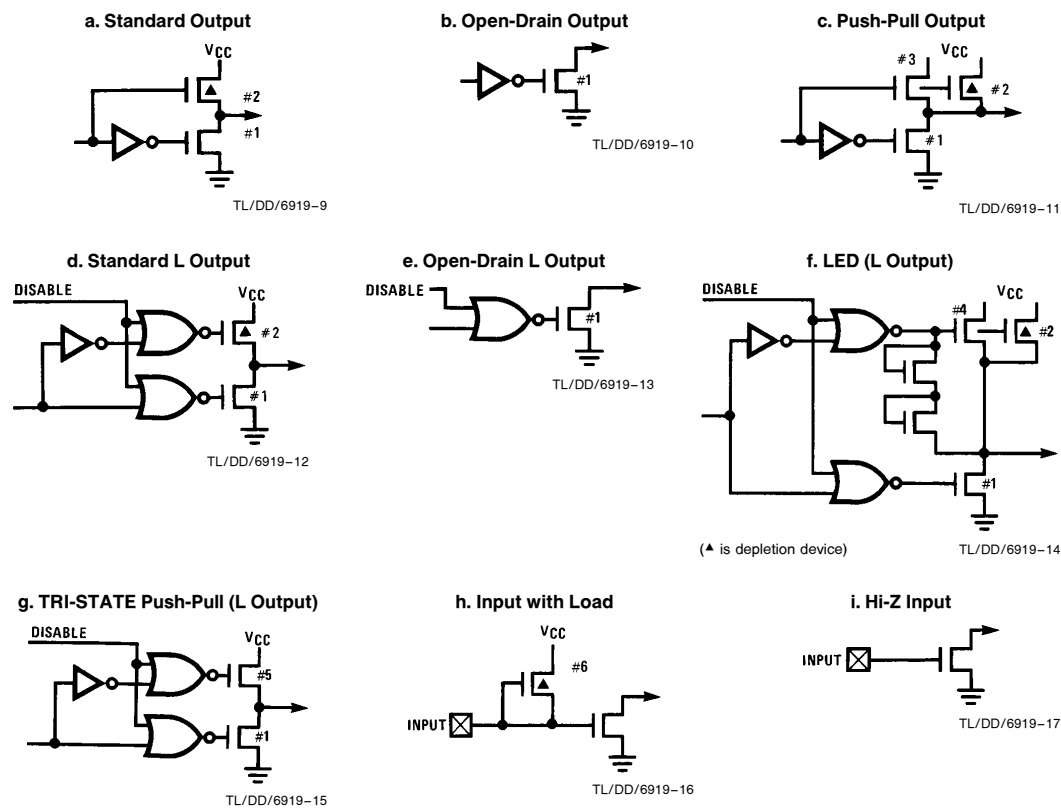 a. Standard Output
VCC
#2
#1
TL/DD/6919–9
b. Open-Drain Output
#1
TL/DD/6919–10
c. Push-Pull Output
#3
VCC
#2
#1
TL/DD/6919–11
d. Standard L Output
DISABLE
VCC
#2
#1
TL/DD/6919–12
e. Open-Drain L Output
DISABLE
#1
TL/DD/6919–13
f. LED (L Output)
DISABLE
VCC
#4
#2
#1
(▲ is depletion device)
TL/DD/6919–14
g. TRI-STATE Push-Pull (L Output)
DISABLE
VCC
#5
#1
TL/DD/6919–15
h. Input with Load
VCC
#6
INPUT
TL/DD/6919–16
i. Hi-Z Input
INPUT
TL/DD/6919–17